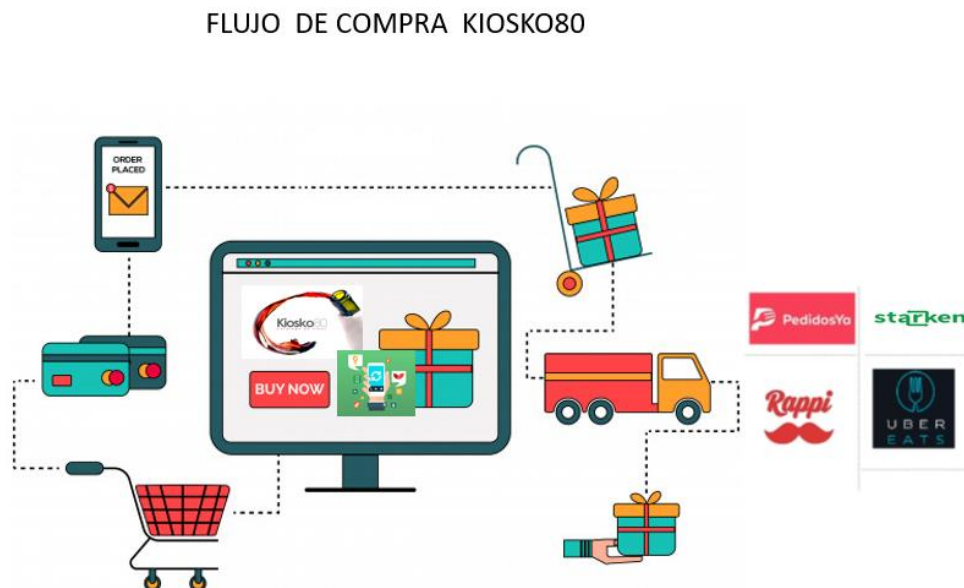 FLUJO DE COMPRA KIOSKO80
ORDER
PLACED
Kiosko80
BUY NOW
PedidosYa
starken
Rappi
UBER
EATS